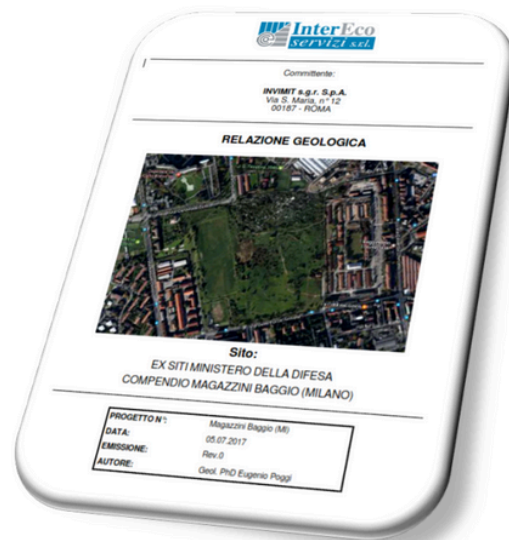 InterEco
servizi s.r.l.
Committente:
INVIMIT s.g.r. S.p.A.
Via S. Maria, n° 12
00187 - ROMA
RELAZIONE GEOLOGICA
Sito:
EX SITI MINISTERO DELLA DIFESA
COMPENDIO MAGAZZINI BAGGIO (MILANO)
PROGETTO N°: Magazzini Baggio (MI)
DATA: 05.07.2017
EMISSIONE: Rev.0
AUTORE: Geol. PhD Eugenio Poggi